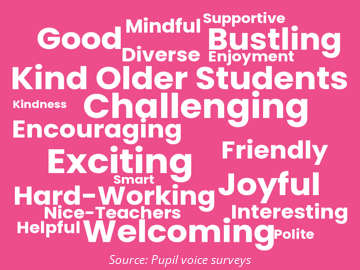 Supportive
Mindful
Good
Bustling
Diverse
Enjoyment
Kind Older Students
Kindness
Challenging
Encouraging
Friendly
Exciting
Smart
Joyful
Hard-Working
Nice-Teachers
Interesting
Helpful
Welcoming
Polite
Source: Pupil voice surveys